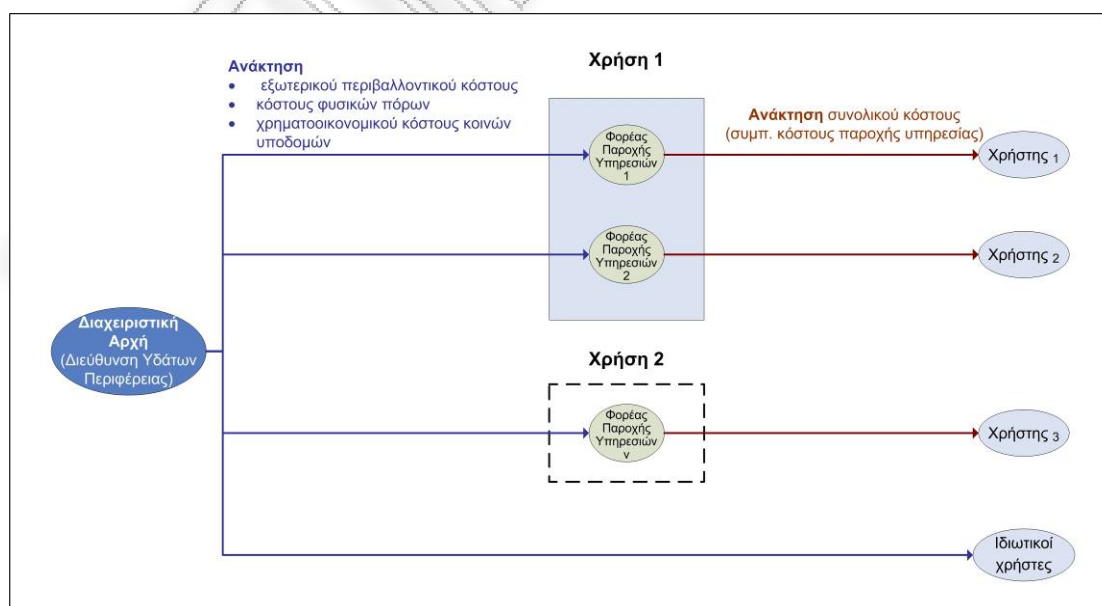 Ανάκτηση
• εξωτερικού περιβαλλοντικού κόστους
• κόστους φυσικών πόρων
• χρηματοοικονομικού κόστους κοινών
υποδομών
Χρήση 1
Ανάκτηση συνολικού κόστους
(συμπ. κόστους παροχής υπηρεσίας)
Φορέας
Παροχής
Υπηρεσιών
1
Χρήστης 1
Φορέας
Παροχής
Υπηρεσιών
2
Χρήστης 2
Διαχειριστική
Αρχή
(Διεύθυνση Υδάτων
Περιφέρειας)
Χρήση 2
Φορέας
Παροχής
Υπηρεσιών
ν
Χρήστης 3
Ιδιωτικοί
χρήστες